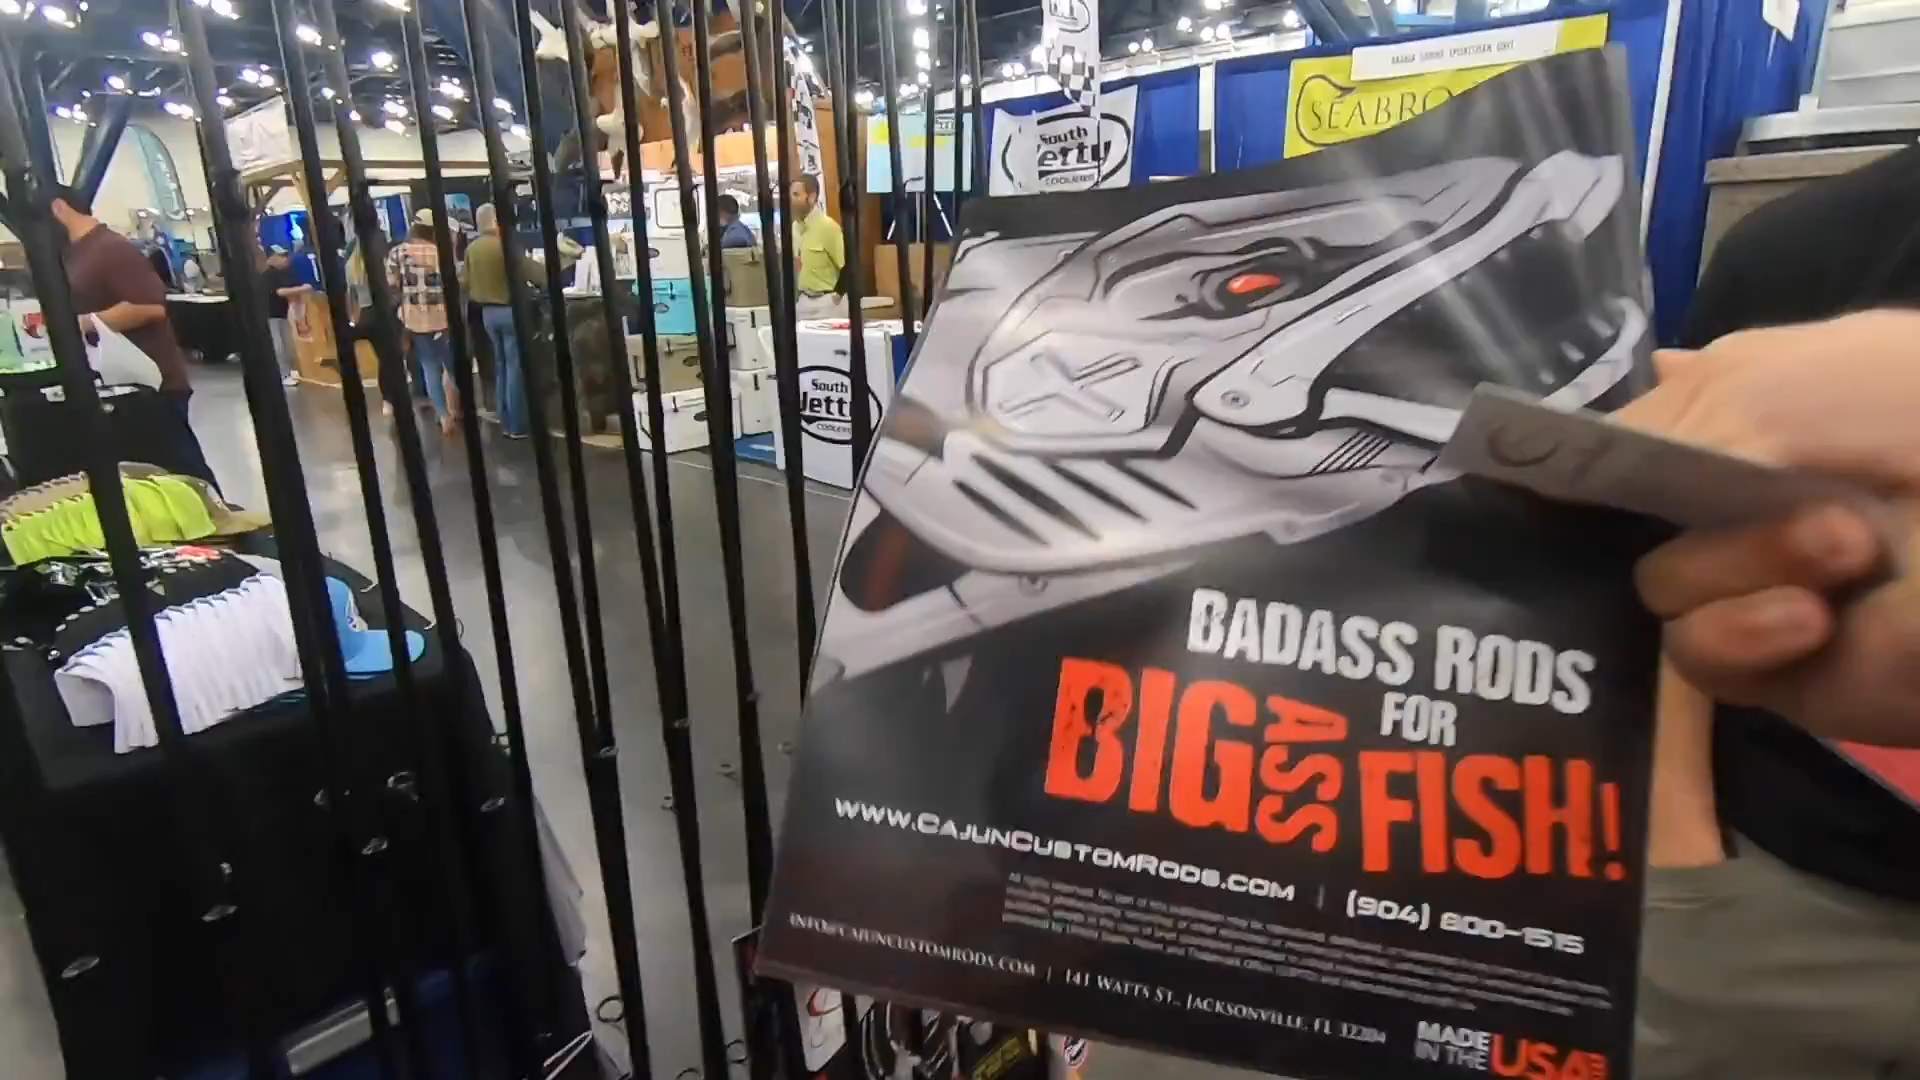 South
Jetty
COOLERS
SEABRO
South
Jett
COOLERS
BADASS RODS
FOR
BIG ASS FISH!
WWW.CAJUNCUSTOMRODS.COM | (904) 800-1515
INFO@CAJUNCUSTOMRODS.COM | 141 WATTS ST., JACKSONVILLE, FL 32204
MADE
IN THE USA